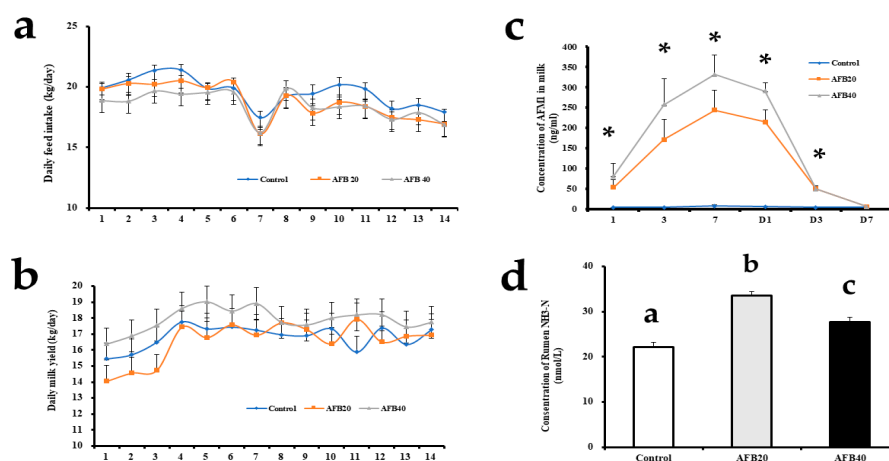 a
Daily feed intake (kg/day)
25
20
15
10
Control
AFB 20
AFB 40
1 2 3 4 5 6 7 8 9 10 11 12 13 14
b
Daily milk yield (kg/day)
20
19
18
17
16
15
14
13
12
11
10
Control
AFB20
AFB40
1 2 3 4 5 6 7 8 9 10 11 12 13 14
c
Concentration of AFM1 in milk
(ng/ml)
400
350
300
250
200
150
100
50
0
* * * * *
Control
AFB20
AFB40
1 3 7 D1 D3 D7
d
Consentration of Rumen NH3-N
(nmol/L)
40
30
20
10
0
a
b
c
Control AFB20 AFB40